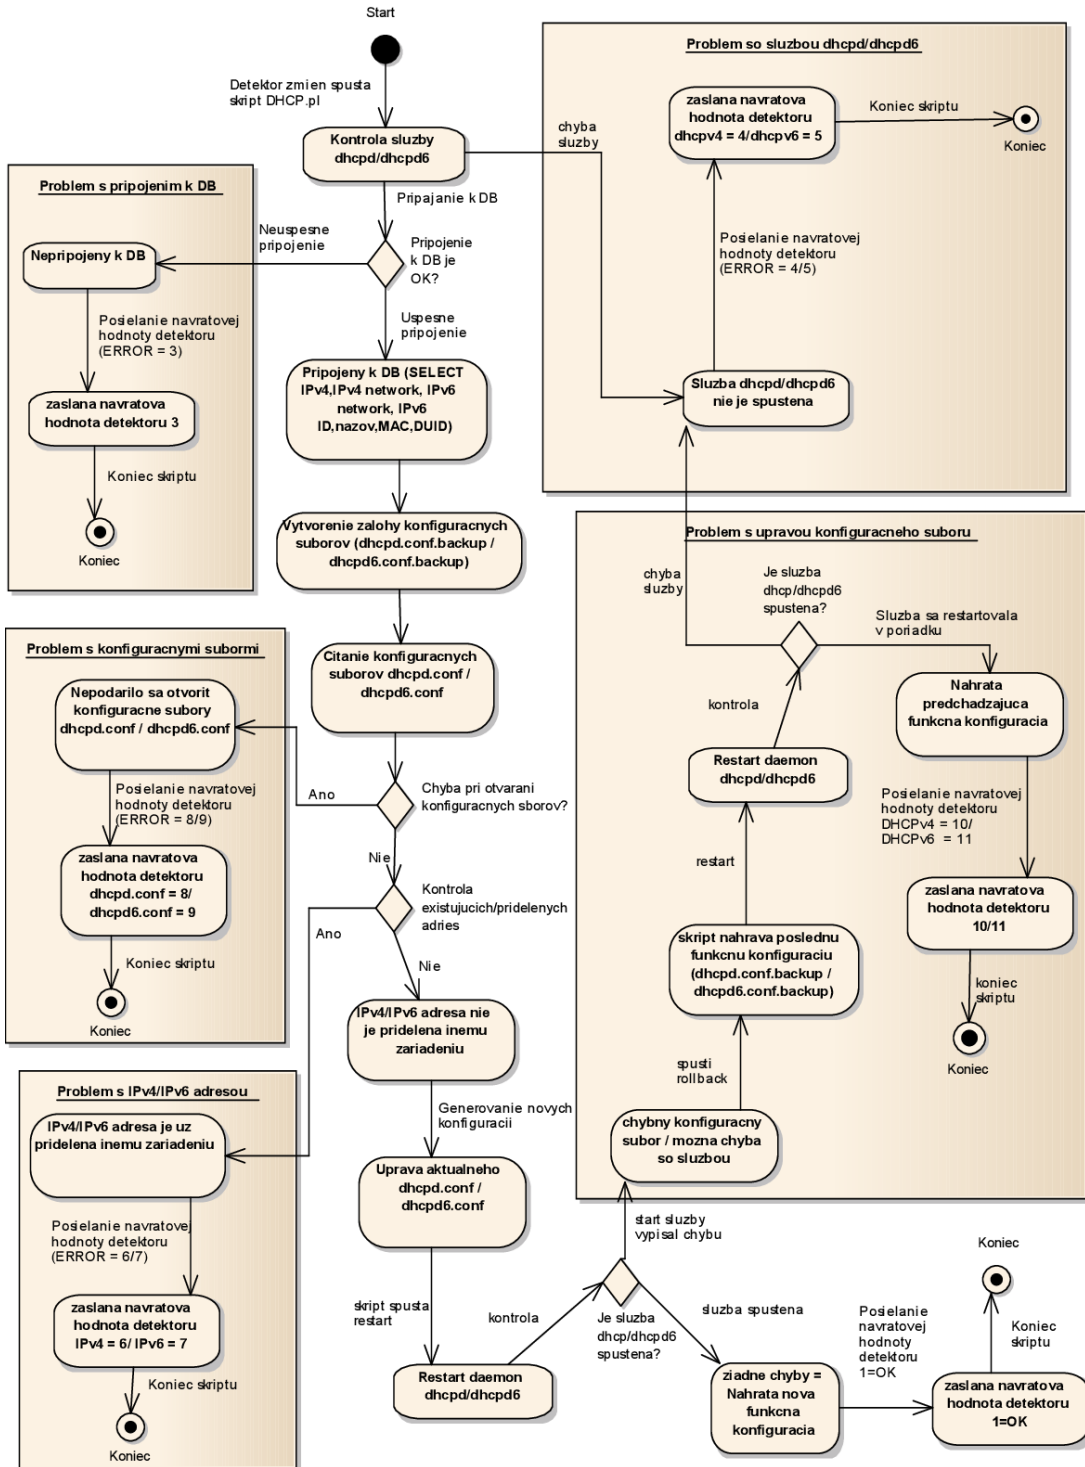 Start
Detektor zmien spusta
skript DHCP.pl
Kontrola sluzby
dhcpd/dhcpd6
chyba
sluzby
Problem so sluzbou dhcpd/dhcpd6
zaslana navratova
hodnota detektoru
dhcpv4 = 4/dhcpv6 = 5
Koniec skriptu
Koniec
Posielanie navratovej
hodnoty detektoru
(ERROR = 4/5)
Sluzba dhcpd/dhcpd6
nie je spustena
Pripajanie k DB
Pripojenie
k DB je
OK?
Neuspesne
pripojenie
Problem s pripojenim k DB
Nepripojeny k DB
Posielanie navratovej
hodnoty detektoru
(ERROR = 3)
zaslana navratova
hodnota detektoru 3
Koniec skriptu
Koniec
Uspesne
pripojenie
Pripojeny k DB (SELECT
IPv4,IPv4 network, IPv6
network, IPv6
ID,nazov,MAC,DUID)
Vytvorenie zalohy konfiguracnych
suborov (dhcpd.conf.backup /
dhcpd6.conf.backup)
Citanie konfiguracnych
suborov dhcpd.conf /
dhcpd6.conf
Chyba pri otvarani
konfiguracnych sborov?
Ano
Problem s konfiguracnymi subormi
Nepodarilo sa otvorit
konfiguracne subory
dhcpd.conf / dhcpd6.conf
Posielanie navratovej
hodnoty detektoru
(ERROR = 8/9)
zaslana navratova
hodnota detektoru
dhcpd.conf = 8/
dhcpd6.conf = 9
Koniec skriptu
Koniec
Nie
Kontrola
existujucich/pridelenych
adries
Ano
Nie
IPv4/IPv6 adresa nie
je pridelena inemu
zariadeniu
Problem s IPv4/IPv6 adresou
IPv4/IPv6 adresa je uz
pridelena inemu zariadeniu
Posielanie navratovej
hodnoty detektoru
(ERROR = 6/7)
zaslana navratova
hodnota detektoru
IPv4 = 6/ IPv6 = 7
Koniec skriptu
Koniec
Generovanie novych
konfiguracii
Uprava aktualneho
dhcpd.conf /
dhcpd6.conf
skript spusta
restart
Restart daemon
dhcpd/dhcpd6
kontrola
Je sluzba
dhcp/dhcpd6
spustena?
start sluzby
vypisal chybu
sluzba spustena
ziadne chyby =
Nahrata nova
funkcna
konfiguracia
Posielanie
navratovej
hodnoty
detektoru
1=OK
zaslana navratova
hodnota detektoru
1=OK
Koniec
skriptu
Koniec
Problem s upravou konfiguracneho suboru
chybny konfiguracny
subor / mozna chyba
so sluzbou
spusti
rollback
skript nahrava poslednu
funkcnu konfiguraciu
(dhcpd.conf.backup /
dhcpd6.conf.backup)
restart
Restart daemon
dhcpd/dhcpd6
kontrola
Je sluzba
dhcp/dhcpd6
spustena?
chyba
sluzby
Sluzba sa restartovala
v poriadku
Nahrata
predchadzajuca
funkcna konfiguracia
Posielanie navratovej
hodnoty detektoru
DHCPv4 = 10/
DHCPv6 = 11
zaslana navratova
hodnota detektoru
10/11
koniec
skriptu
Koniec